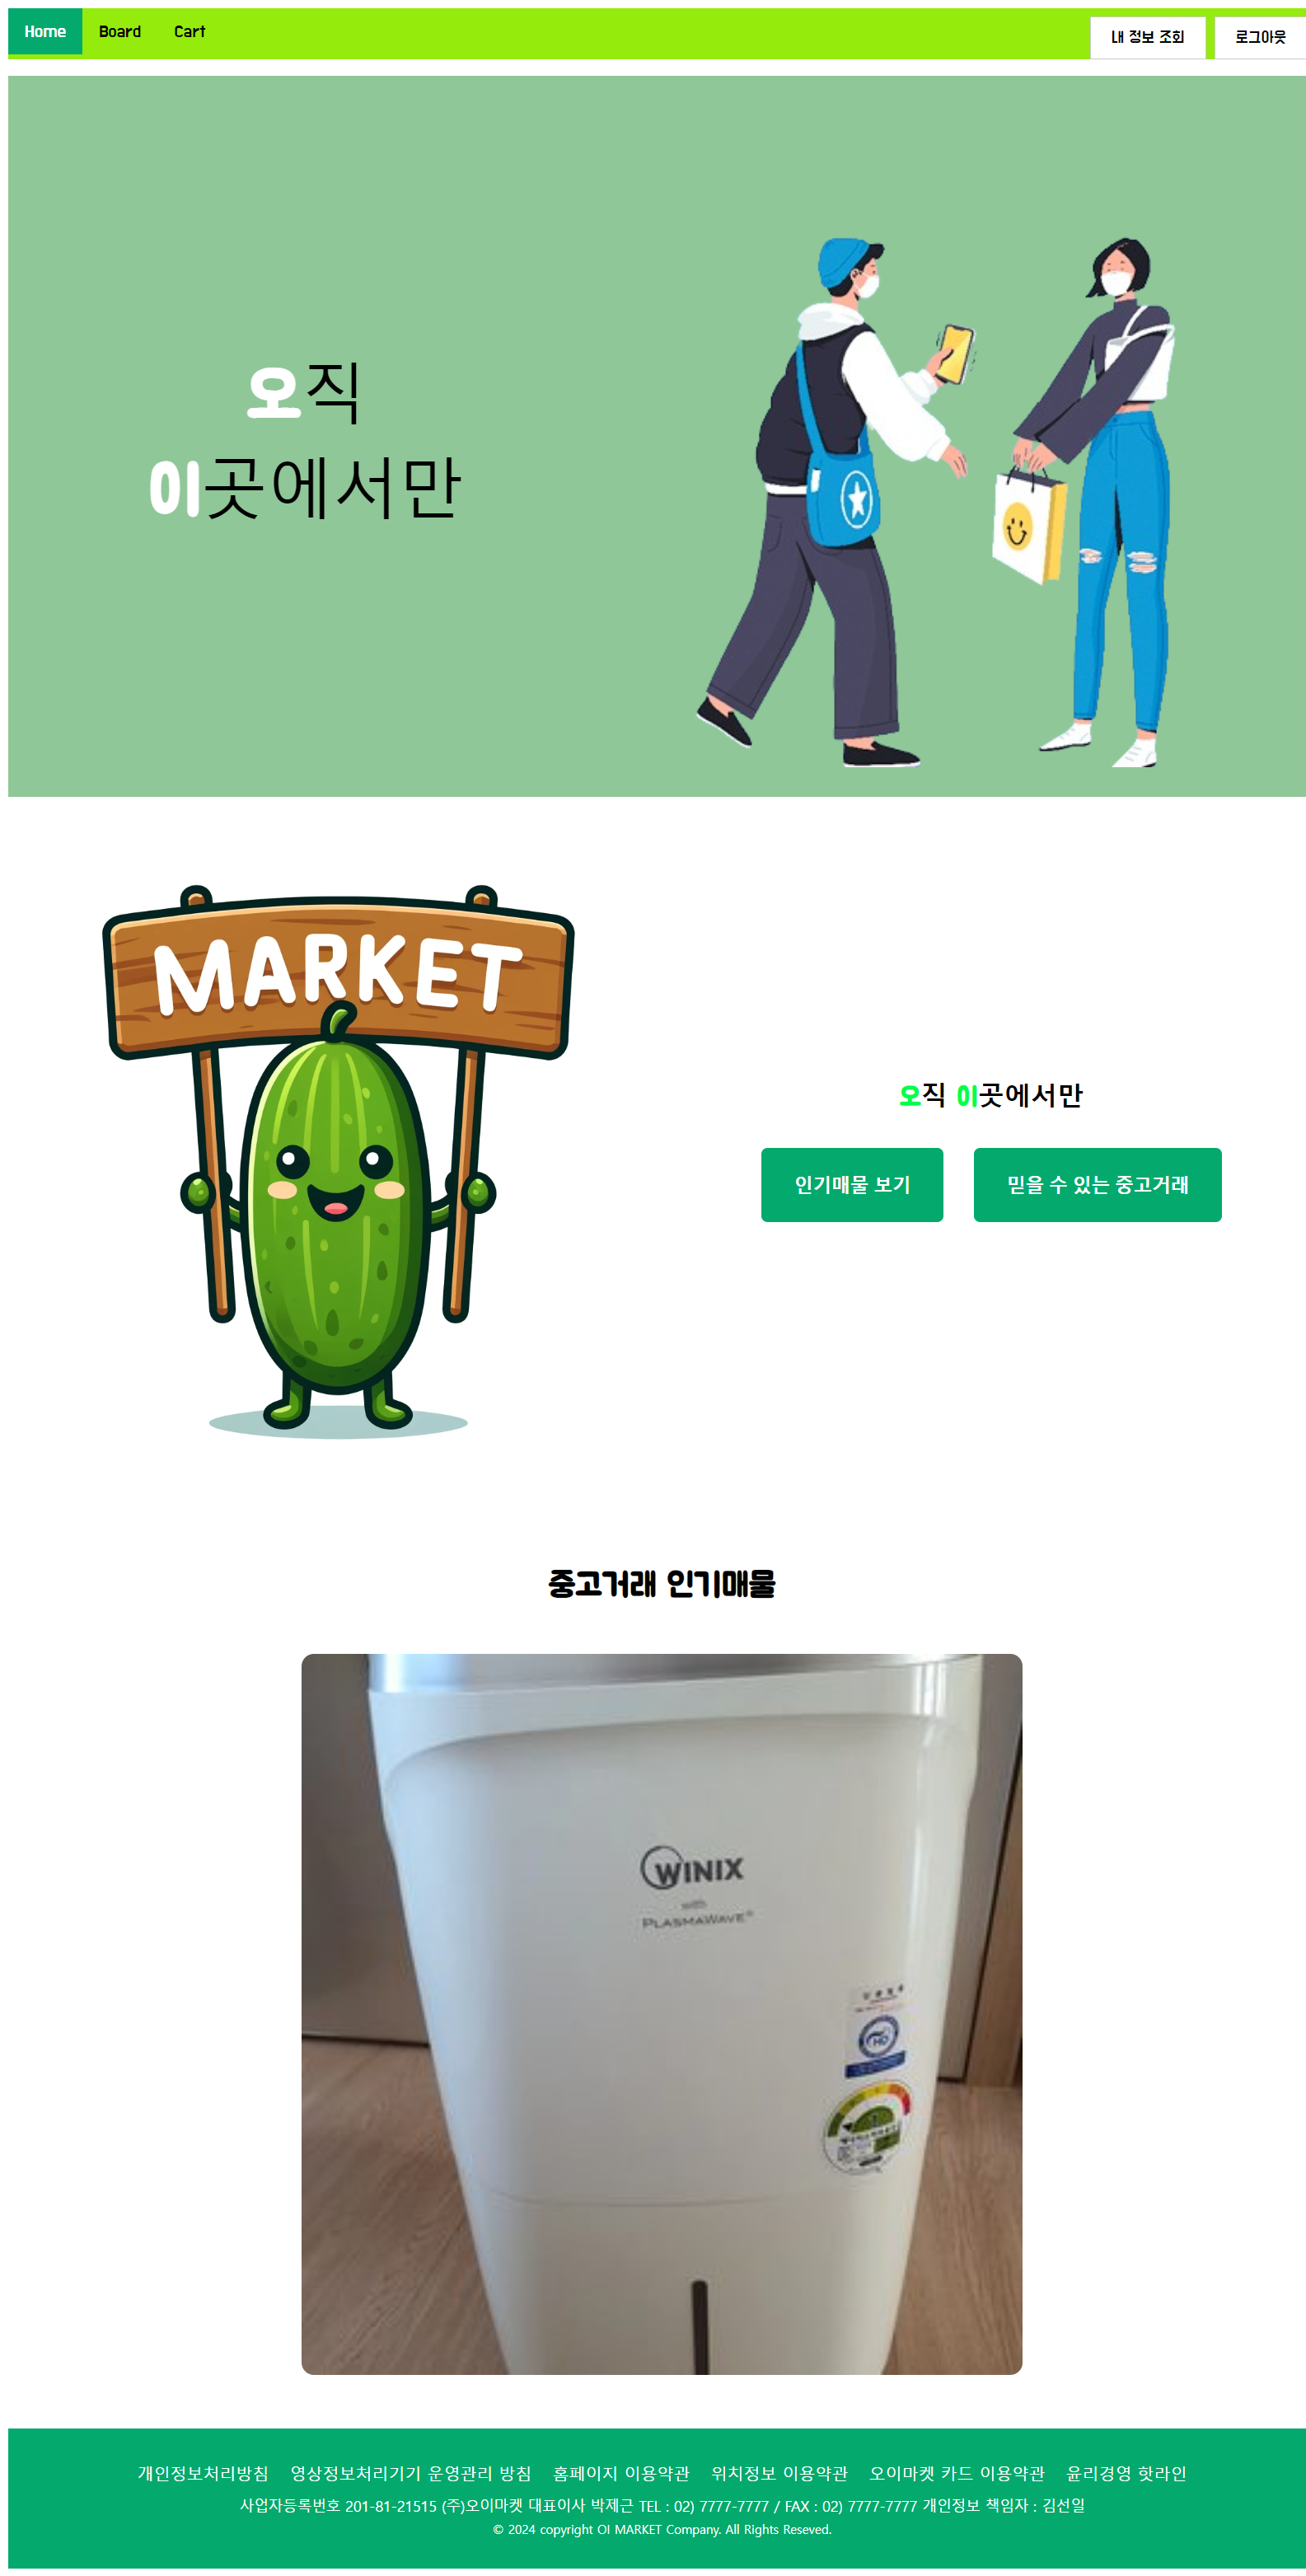 Home Board Cart 내 정보 조회 로그아웃
오직
이곳에서만
MARKET
오직 이곳에서만
인기매물 보기 믿을 수 있는 중고거래
중고거래 인기매물
WINIX
with
PLASMAWAVE®
개인정보처리방침 영상정보처리기기 운영관리 방침 홈페이지 이용약관 위치정보 이용약관 오이마켓 카드 이용약관 윤리경영 핫라인
사업자등록번호 201-81-21515 (주)오이마켓 대표이사 박제근 TEL : 02) 7777-7777 / FAX : 02) 7777-7777 개인정보 책임자 : 김선일
© 2024 copyright OI MARKET Company. All Rights Reseved.